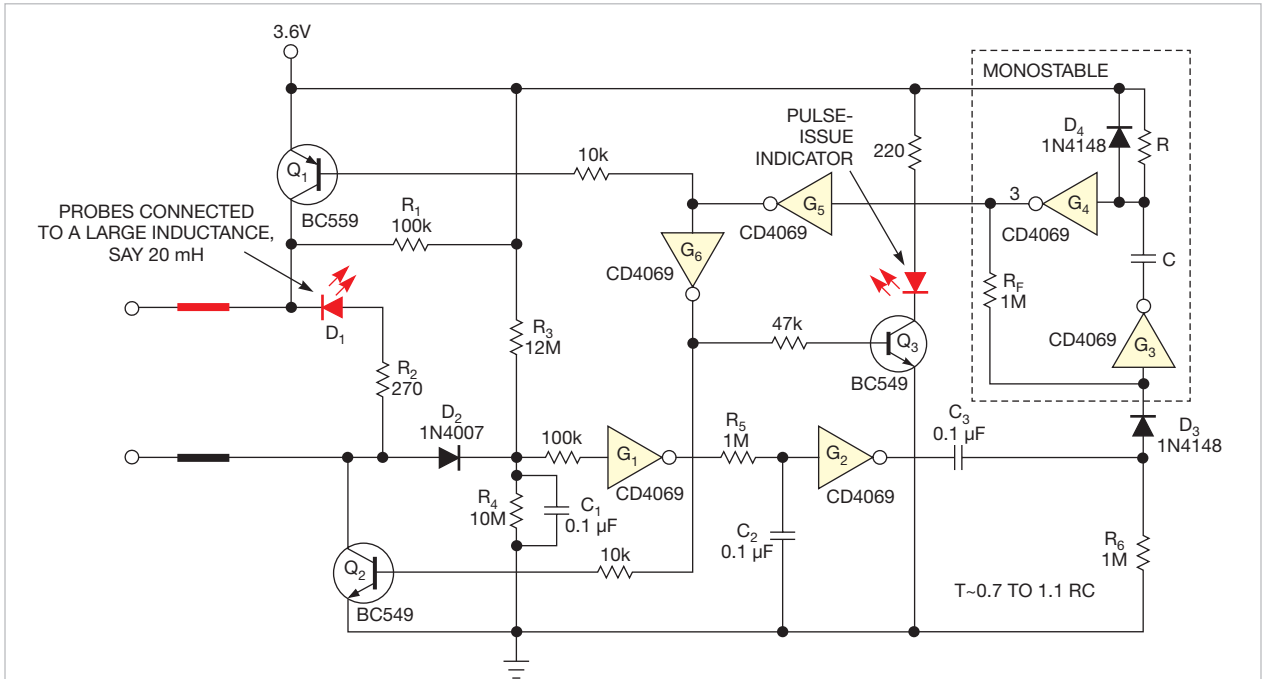 3.6V
MONOSTABLE
PULSE-
ISSUE
INDICATOR
D4
1N4148
R
220
10k
Q1
BC559
3
G4
CD4069
G5
CD4069
PROBES CONNECTED
TO A LARGE INDUCTANCE,
SAY 20 mH
R1
100k
G6
CD4069
C
RF
1M
D1
R3
12M
47k
Q3
BC549
CD4069
G3
R2
270
D2
1N4007
100k
G1
CD4069
R5
1M
G2
CD4069
C3
0.1 µF
D3
1N4148
R4
10M
C1
0.1 µF
C2
0.1 µF
R6
1M
Q2
BC549
10k
T~0.7 TO 1.1 RC